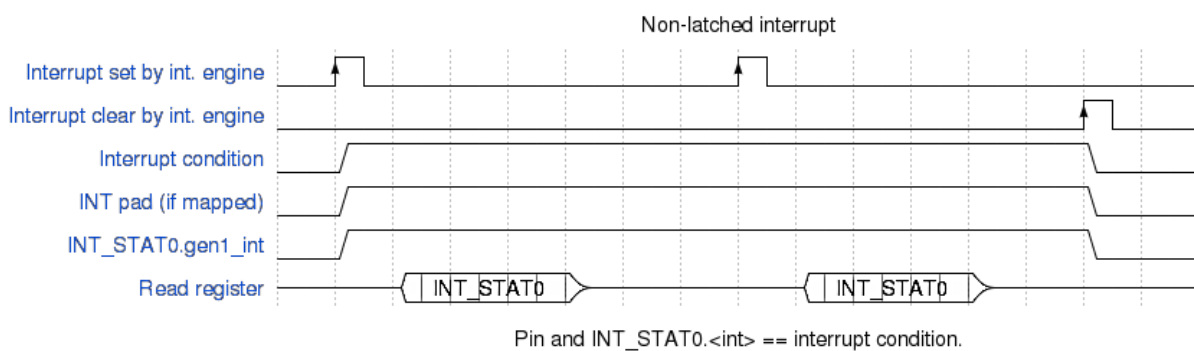 Non-latched interrupt
Interrupt set by int. engine
Interrupt clear by int. engine
Interrupt condition
INT pad (if mapped)
INT_STAT0.gen1_int
Read register
INT_STAT0
INT_STAT0
Pin and INT_STAT0.<int> == interrupt condition.